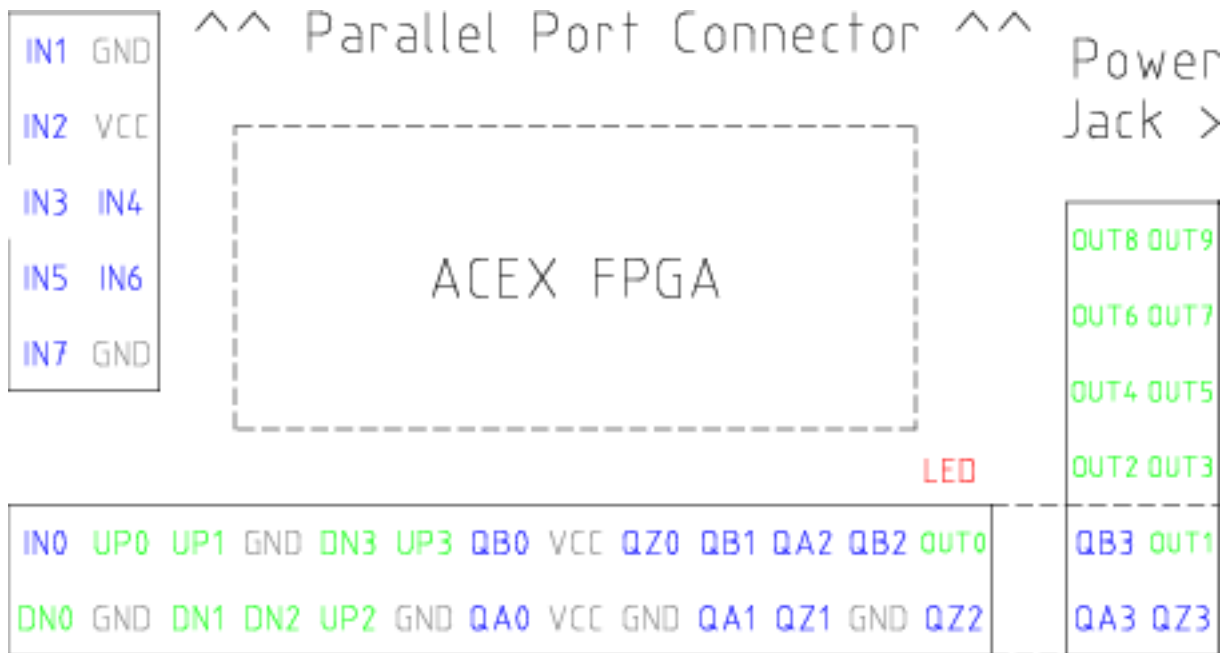 ^^ Parallel Port Connector ^^
Power
Jack >
IN1 GND
IN2 VCC
IN3 IN4
IN5 IN6
IN7 GND
ACEX FPGA
OUT8 OUT9
OUT6 OUT7
OUT4 OUT5
OUT2 OUT3
LED
IN0 UP0 UP1 GND DN3 UP3 QB0 VCC QZ0 QB1 QA2 QB2 OUT0 QB3 OUT1
DN0 GND DN1 DN2 UP2 GND QA0 VCC GND QA1 QZ1 GND QZ2 QA3 QZ3